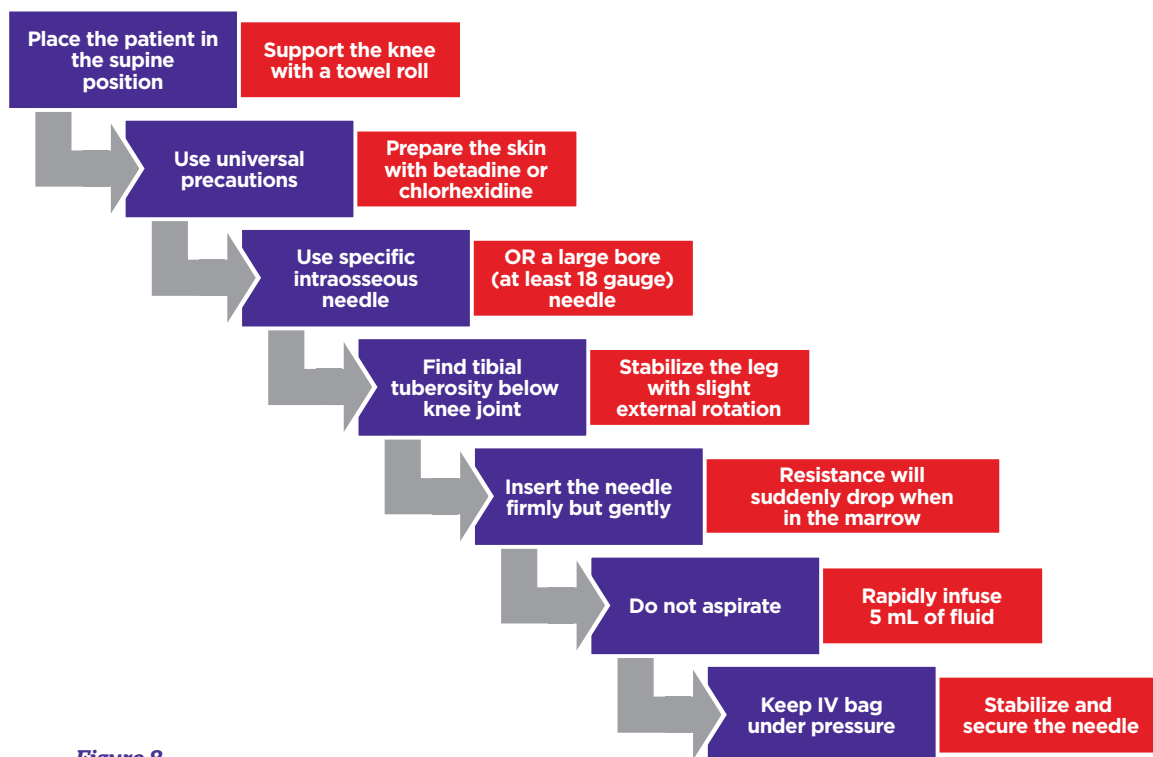 Place the patient in
the supine
position
Support the knee
with a towel roll
Use universal
precautions
Prepare the skin
with betadine or
chlorhexidine
Use specific
intraosseous
needle
OR a large bore
(at least 18 gauge)
needle
Find tibial
tuberosity below
knee joint
Stabilize the leg
with slight
external rotation
Insert the needle
firmly but gently
Resistance will
suddenly drop when
in the marrow
Do not aspirate
Rapidly infuse
5 mL of fluid
Keep IV bag
under pressure
Stabilize and
secure the needle